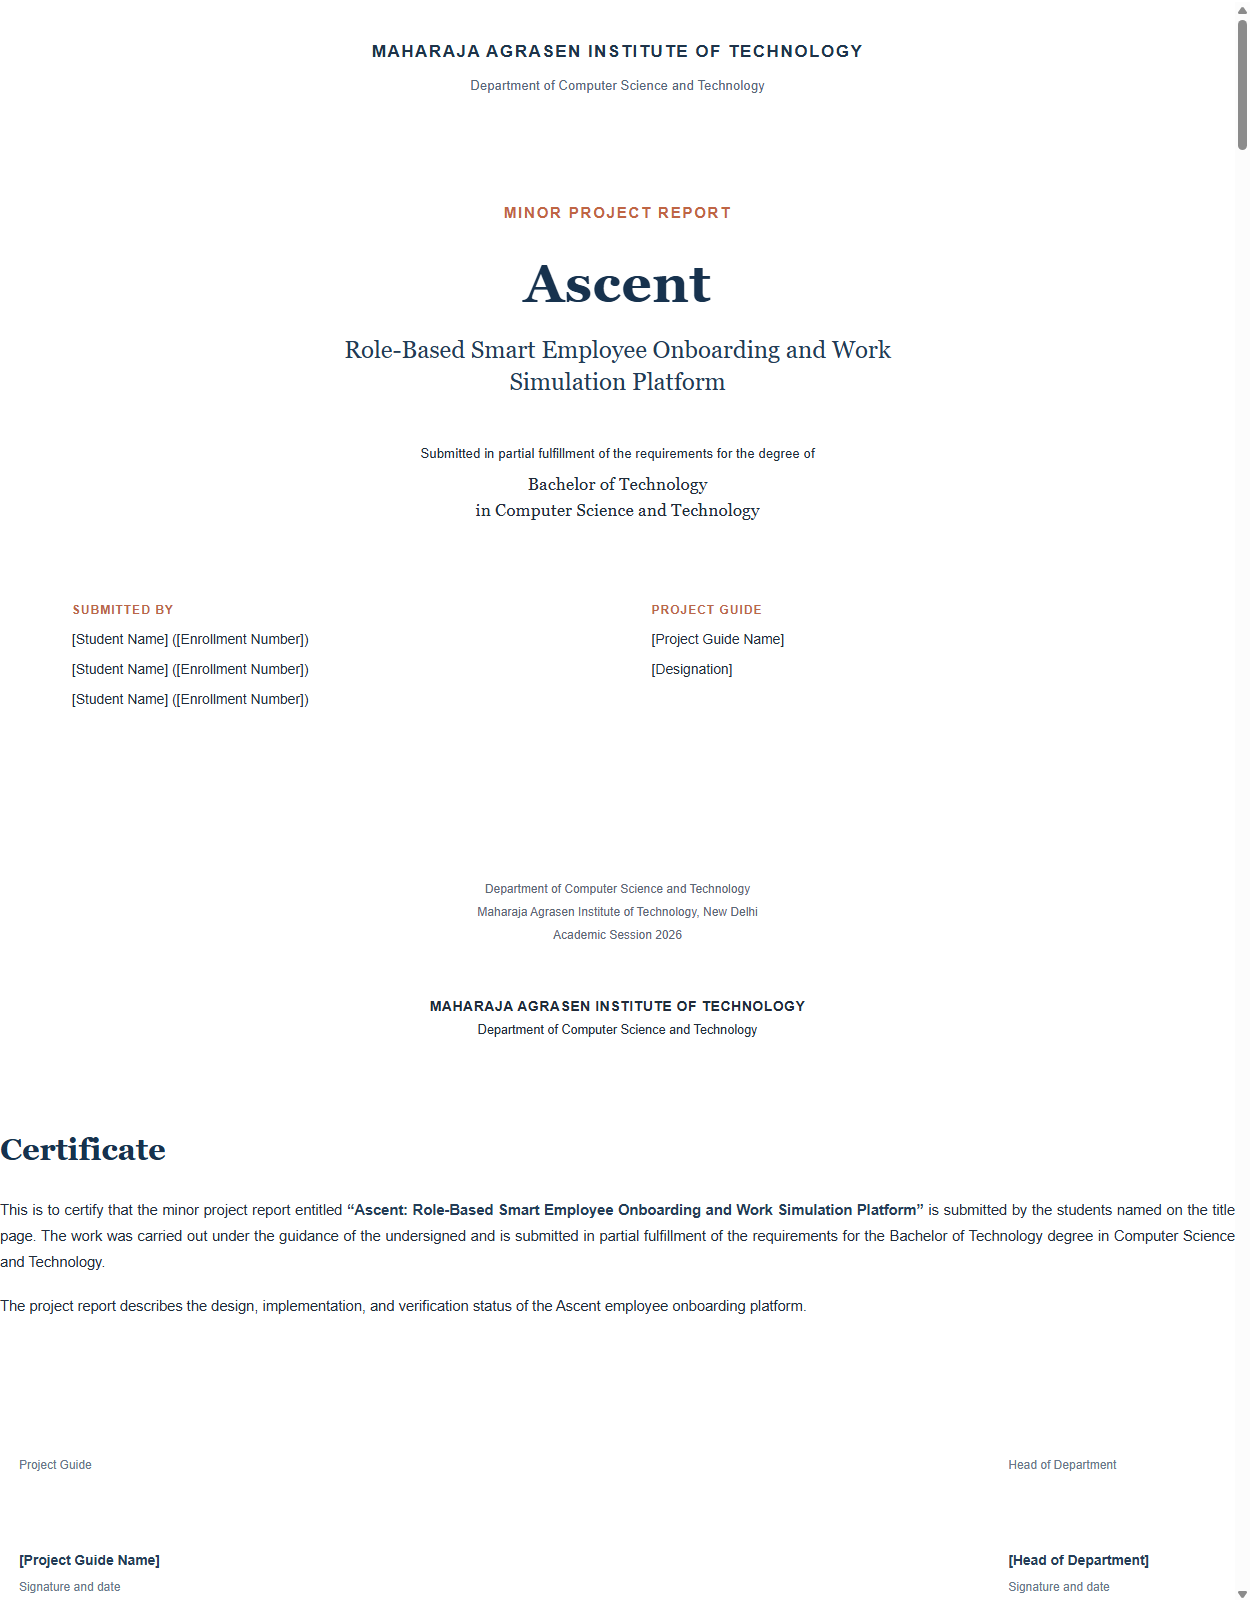 MAHARAJA AGRASEN INSTITUTE OF TECHNOLOGY
Department of Computer Science and Technology
MINOR PROJECT REPORT
Ascent
Role-Based Smart Employee Onboarding and Work
Simulation Platform
Submitted in partial fulfillment of the requirements for the degree of
Bachelor of Technology
in Computer Science and Technology
SUBMITTED BY
[Student Name] ([Enrollment Number])
[Student Name] ([Enrollment Number])
[Student Name] ([Enrollment Number])
PROJECT GUIDE
[Project Guide Name]
[Designation]
Department of Computer Science and Technology
Maharaja Agrasen Institute of Technology, New Delhi
Academic Session 2026
MAHARAJA AGRASEN INSTITUTE OF TECHNOLOGY
Department of Computer Science and Technology
Certificate
This is to certify that the minor project report entitled “Ascent: Role-Based Smart Employee Onboarding and Work Simulation Platform” is submitted by the students named on the title
page. The work was carried out under the guidance of the undersigned and is submitted in partial fulfillment of the requirements for the Bachelor of Technology degree in Computer Science
and Technology.
The project report describes the design, implementation, and verification status of the Ascent employee onboarding platform.
Project Guide
[Project Guide Name]
Signature and date
Head of Department
[Head of Department]
Signature and date